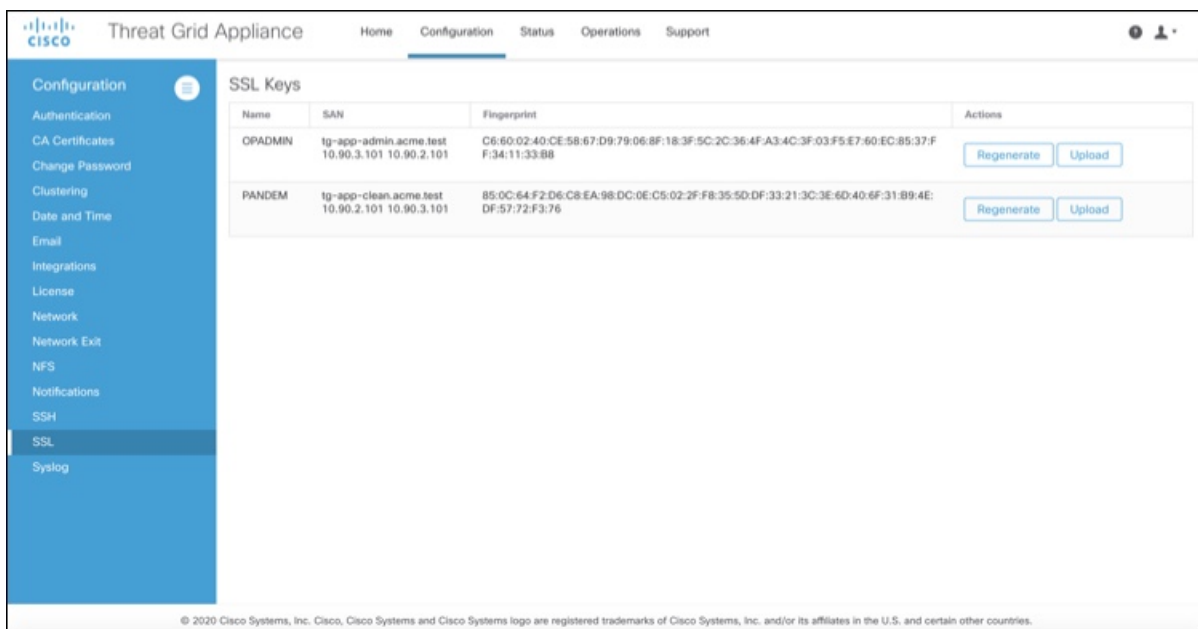 CISCO
Threat Grid Appliance
Home Configuration Status Operations Support
Configuration
Authentication
CA Certificates
Change Password
Clustering
Date and Time
Email
Integrations
License
Network
Network Exit
NFS
Notifications
SSH
SSL
Syslog
SSL Keys
Name SAN Fingerprint Actions
OPADMIN tg-app-admin.acme.test C6:60:02:40:CE:58:67:D9:79:06:8F:18:3F:5C:2C:36:4F:A3:4C:3F:03:F5:E7:60:EC:85:37:F Regenerate Upload
10.90.3.101 10.90.2.101 F:34:11:33:B8
PANDEM tg-app-clean.acme.test 85:0C:64:F2:D6:C8:EA:98:DC:0E:C5:02:2F:F8:35:5D:DF:33:21:3C:3E:6D:40:6F:31:B9:4E: Regenerate Upload
10.90.2.101 10.90.3.101 DF:57:72:F3:76
© 2020 Cisco Systems, Inc. Cisco, Cisco Systems and Cisco Systems logo are registered trademarks of Cisco Systems, Inc. and/or its affiliates in the U.S. and certain other countries.